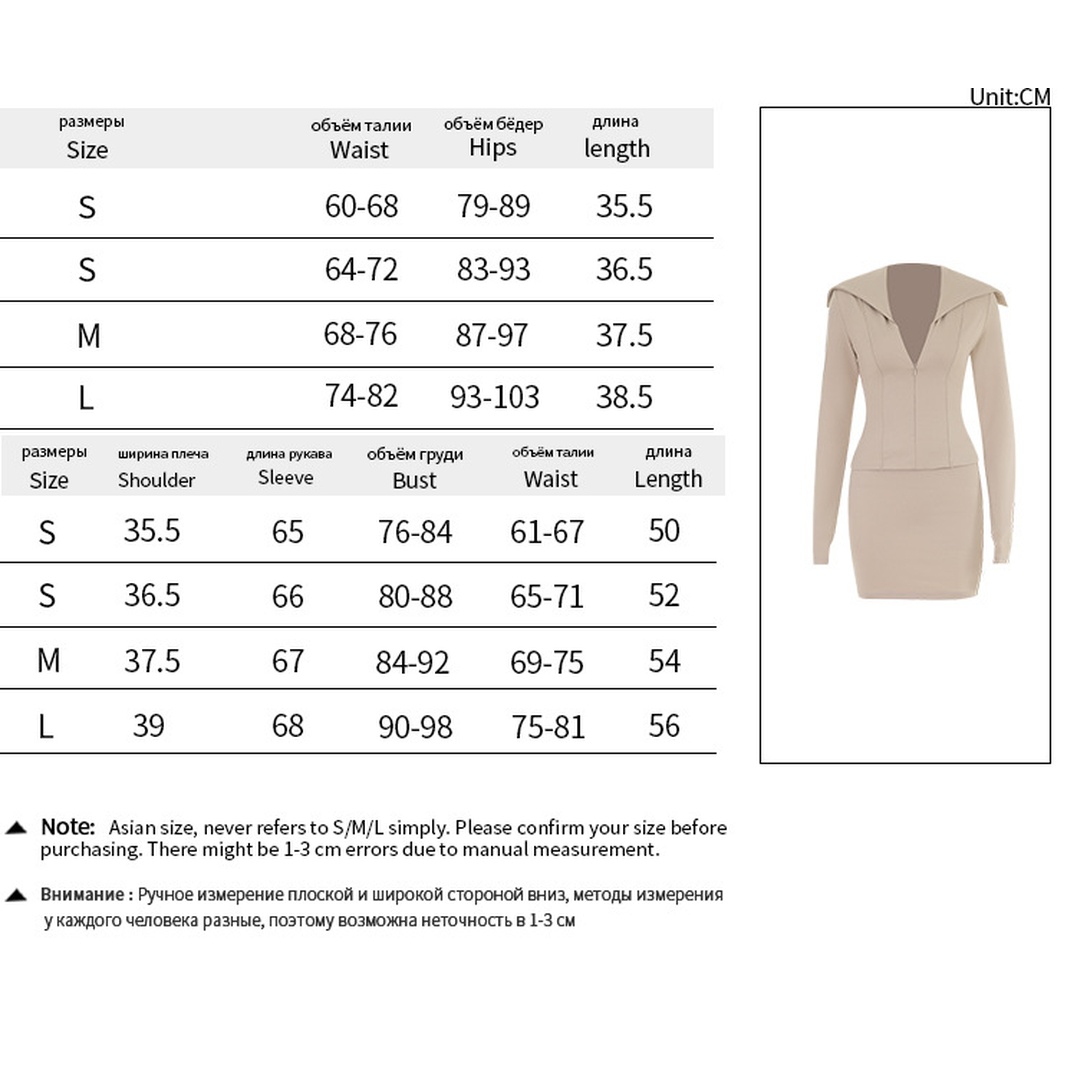 Unit:CM
размеры объём талии объём бёдер длина
Size Waist Hips length
S 60-68 79-89 35.5
S 64-72 83-93 36.5
M 68-76 87-97 37.5
L 74-82 93-103 38.5
размеры ширина плеча длина рукава объём груди объём талии длина
Size Shoulder Sleeve Bust Waist Length
S 35.5 65 76-84 61-67 50
S 36.5 66 80-88 65-71 52
M 37.5 67 84-92 69-75 54
L 39 68 90-98 75-81 56
Note: Asian size, never refers to S/M/L simply. Please confirm your size before
purchasing. There might be 1-3 cm errors due to manual measurement.
Внимание : Ручное измерение плоской и широкой стороной вниз, методы измерения
у каждого человека разные, поэтому возможна неточность в 1-3 см